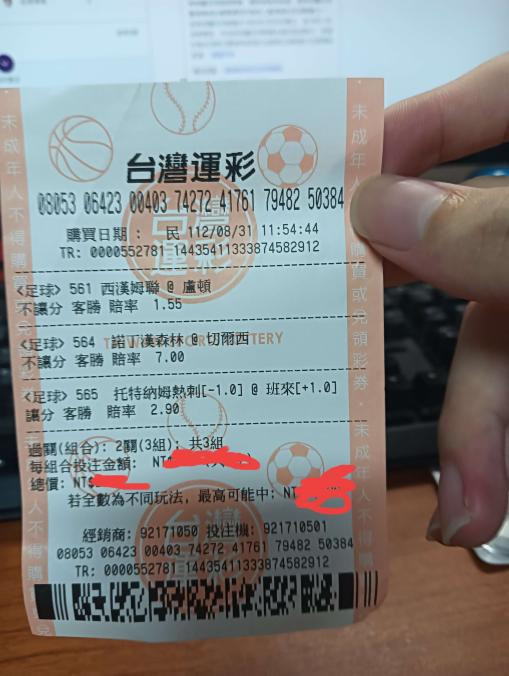 台灣運彩
08053 06423 00403 74272 41761 79482 50384
購買日期： 民 112/08/31 11:54:44
TR: 0000552781 14435411333874582912
<足球> 561 西漢姆聯 @ 盧頓
不讓分 客勝 賠率 1.55
<足球> 564 諾丁漢森林 @ 切爾西
不讓分 客勝 賠率 7.00
<足球> 565 托特納姆熱刺[-1.0] @ 班來[+1.0]
讓分 客勝 賠率 2.90
過關(組合): 2關(3組); 共3組
每組合投注金額: NT$
總價: NT$
若全數為不同玩法, 最高可能中: NT
經銷商: 92171050 投注機: 921710501
08053 06423 00403 74272 41761 79482 50384
TR: 0000552781 14435411333874582912
未成年人不得購
未成年人 購買或兌領彩券